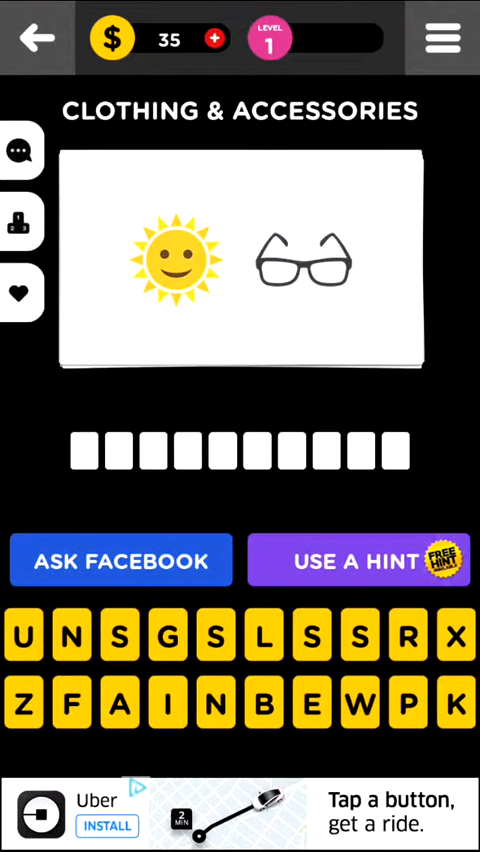 $ 35 +
LEVEL
1
CLOTHING & ACCESSORIES
ASK FACEBOOK
USE A HINT
FREE
HINT
AVAILABLE
U N S G S L S S R X
Z F A I N B E W P K
Uber
INSTALL
2
MIN
Tap a button,
get a ride.